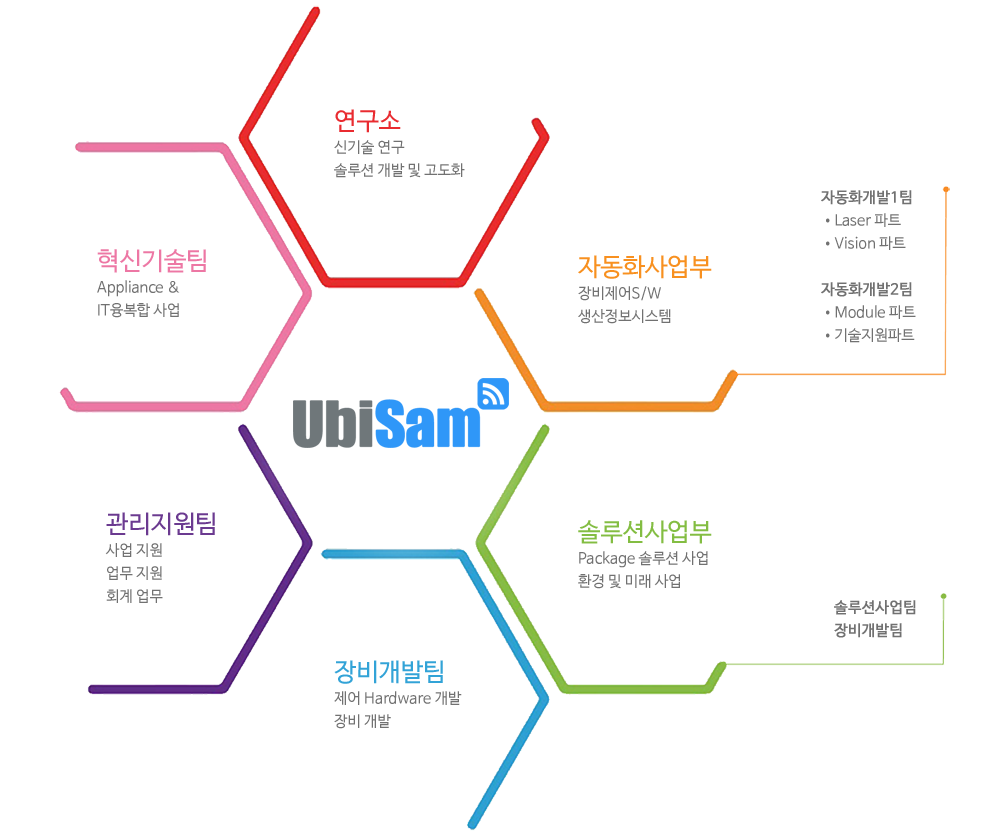 연구소
신기술 연구
솔루션 개발 및 고도화
혁신기술팀
Appliance &
IT융복합 사업
자동화사업부
장비제어S/W
생산정보시스템
자동화개발1팀
• Laser 파트
• Vision 파트
자동화개발2팀
• Module 파트
• 기술지원파트
UbiSam
관리지원팀
사업 지원
업무 지원
회계 업무
장비개발팀
제어 Hardware 개발
장비 개발
솔루션사업부
Package 솔루션 사업
환경 및 미래 사업
솔루션사업팀
장비개발팀